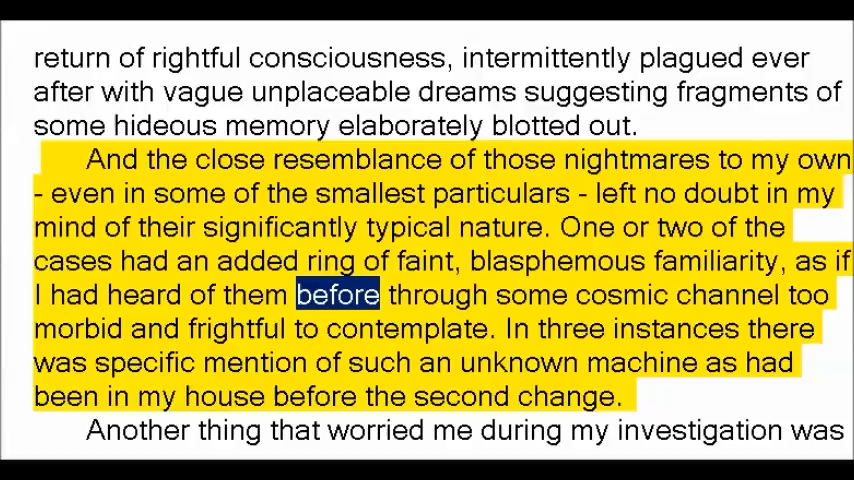 return of rightful consciousness, intermittently plagued ever
after with vague unplaceable dreams suggesting fragments of
some hideous memory elaborately blotted out.
And the close resemblance of those nightmares to my own
- even in some of the smallest particulars - left no doubt in my
mind of their significantly typical nature. One or two of the
cases had an added ring of faint, blasphemous familiarity, as if
I had heard of them before through some cosmic channel too
morbid and frightful to contemplate. In three instances there
was specific mention of such an unknown machine as had
been in my house before the second change.
Another thing that worried me during my investigation was